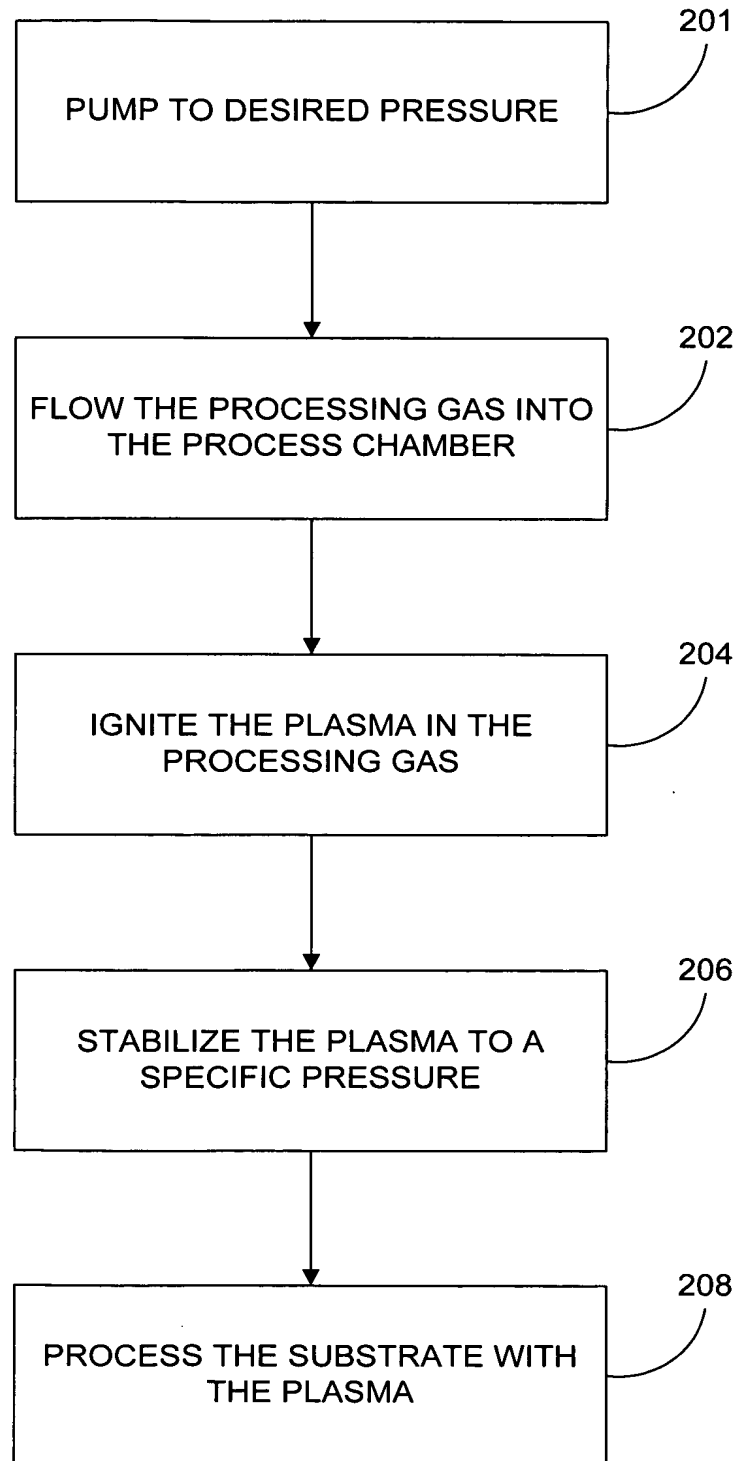 201
PUMP TO DESIRED PRESSURE
202
FLOW THE PROCESSING GAS INTO
THE PROCESS CHAMBER
204
IGNITE THE PLASMA IN THE
PROCESSING GAS
206
STABILIZE THE PLASMA TO A
SPECIFIC PRESSURE
208
PROCESS THE SUBSTRATE WITH
THE PLASMA